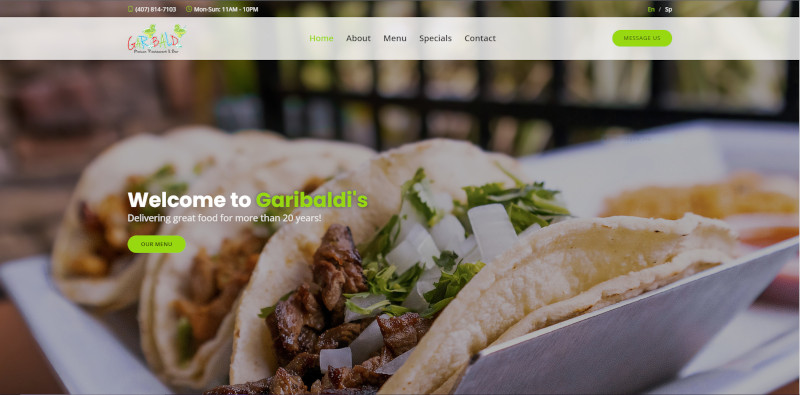 (407) 814-7103
Mon-Sun: 11AM - 10PM
En / Sp
GARIBALDI
Mexican Restaurant & Bar
Home
About
Menu
Specials
Contact
MESSAGE US
Welcome to Garibaldi's
Delivering great food for more than 20 years!
OUR MENU